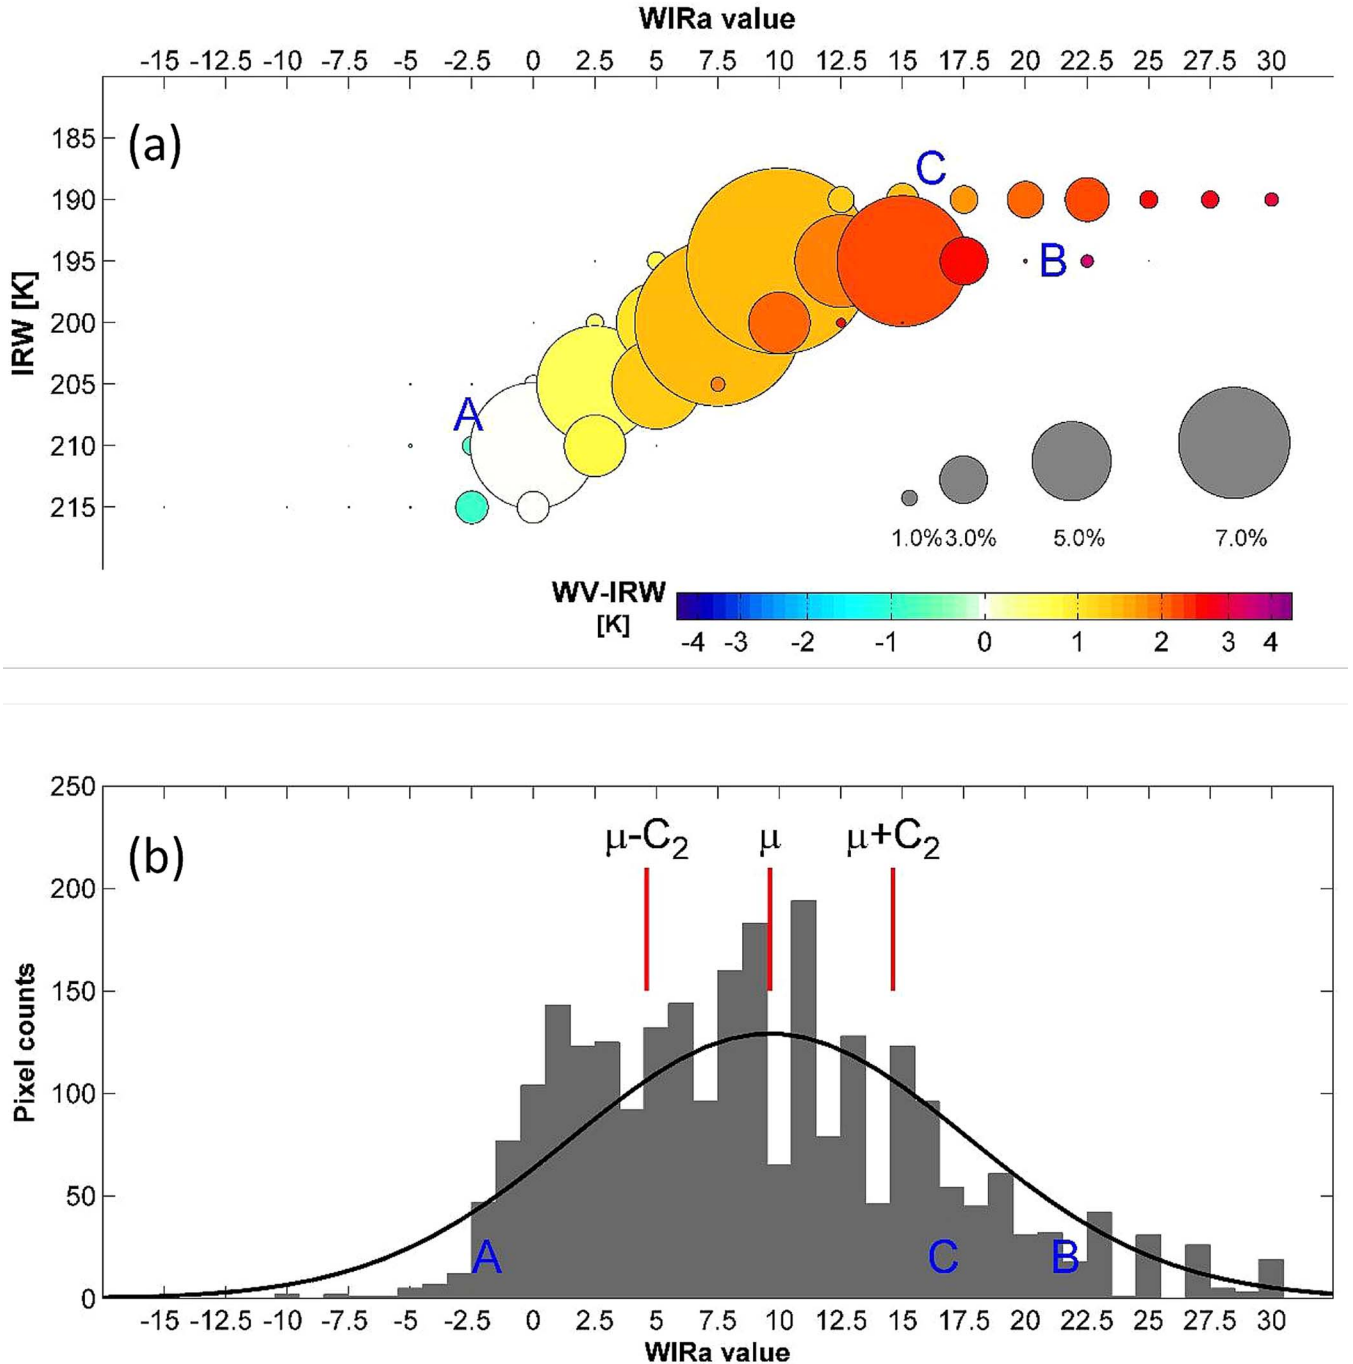 WIRa value
-15 -12.5 -10 -7.5 -5 -2.5 0 2.5 5 7.5 10 12.5 15 17.5 20 22.5 25 27.5 30
(a)
185
C
190
195
B
IRW [K]
200
205
A
210
215
1.0% 3.0% 5.0% 7.0%
WV-IRW
[K]
-4 -3 -2 -1 0 1 2 3 4
250
μ-C₂ μ μ+C₂
(b)
200
150
Pixel counts
100
50
A C B
0
-15 -12.5 -10 -7.5 -5 -2.5 0 2.5 5 7.5 10 12.5 15 17.5 20 22.5 25 27.5 30
WIRa value